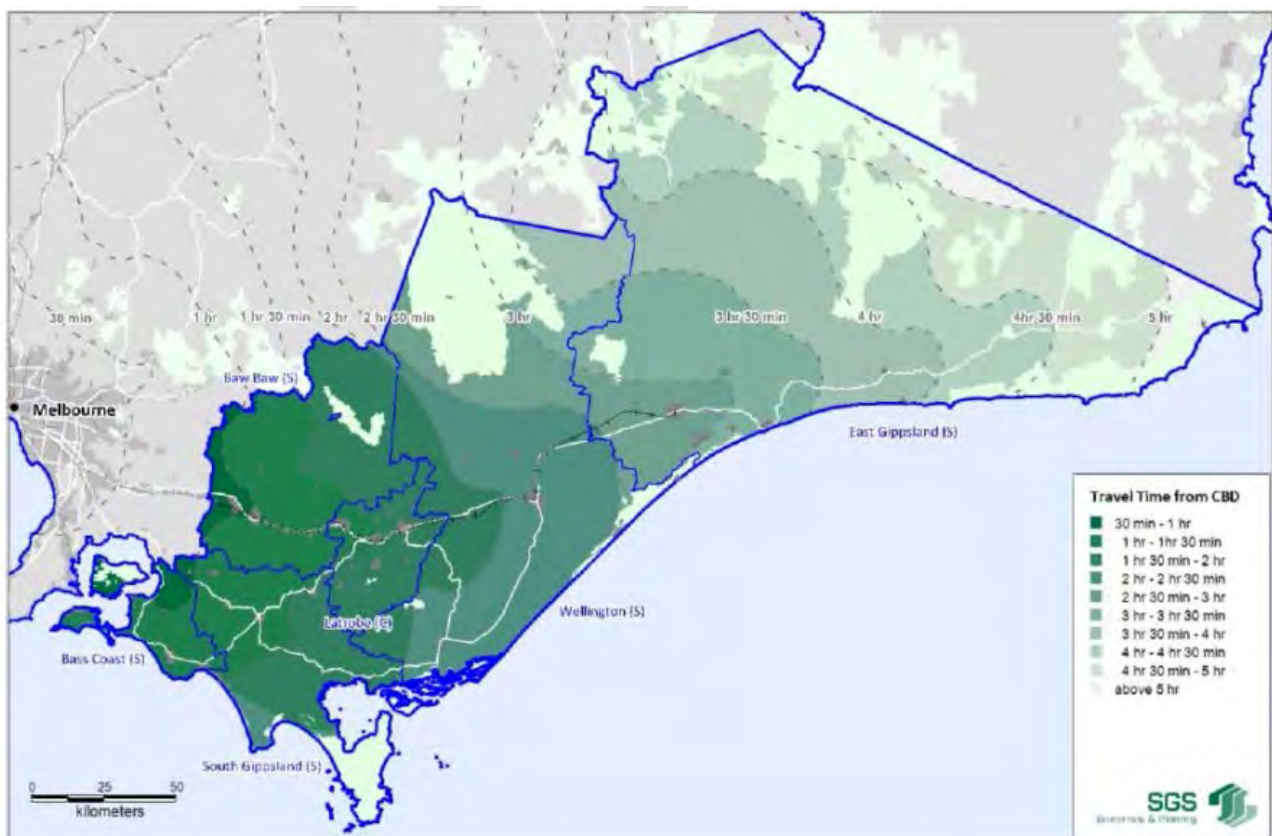 30 min
1 hr
1 hr 30 min
2 hr
2 hr 30 min
3 hr
3 hr 30 min
4 hr
4hr 30 min
5 hr
Baw Baw (S)
Melbourne
East Gippsland (S)
Wellington (S)
Latrobe (C)
Bass Coast (S)
South Gippsland (S)
Travel Time from CBD
30 min - 1 hr
1 hr - 1hr 30 min
1 hr 30 min - 2 hr
2 hr - 2 hr 30 min
2 hr 30 min - 3 hr
3 hr - 3 hr 30 min
3 hr 30 min - 4 hr
4 hr - 4 hr 30 min
4 hr 30 min - 5 hr
above 5 hr
0 25 50
kilometers
SGS
Economics & Planning